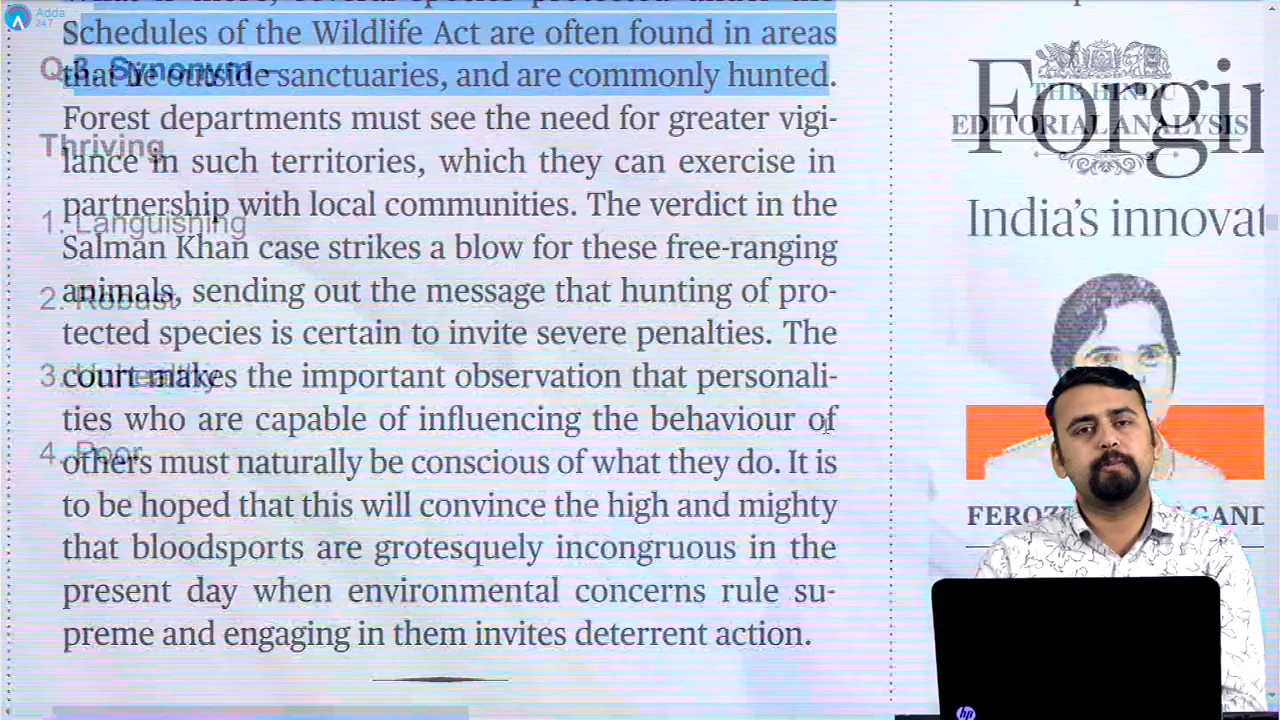 Adda
247
Schedules of the Wildlife Act are often found in areas
that lie outside sanctuaries, and are commonly hunted.
Forest departments must see the need for greater vigi-
lance in such territories, which they can exercise in
partnership with local communities. The verdict in the
Salman Khan case strikes a blow for these free-ranging
animals, sending out the message that hunting of pro-
tected species is certain to invite severe penalties. The
court makes the important observation that personali-
ties who are capable of influencing the behaviour of
others must naturally be conscious of what they do. It is
to be hoped that this will convince the high and mighty
that bloodsports are grotesquely incongruous in the
present day when environmental concerns rule su-
preme and engaging in them invites deterrent action.
Q.3. Synonym –
Thriving
1. Languishing
2. Robust
3. Unhealthy
4. Poor
THE HINDU
EDITORIAL ANALYSIS
Forgin
India's innovat
GAND
hp